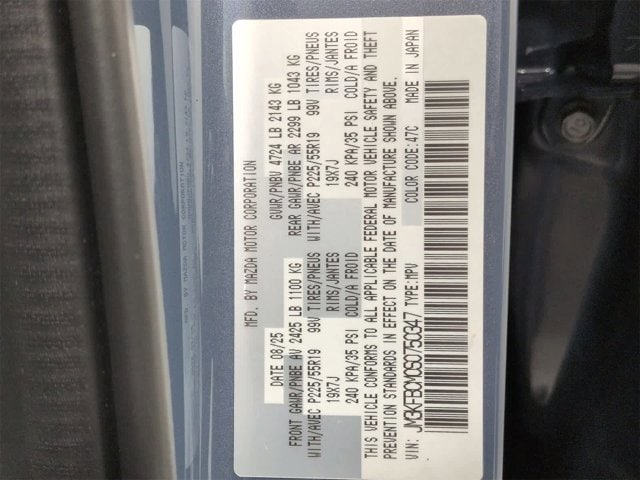 MFD. BY MAZDA MOTOR CORPORATION
DATE 08/25 GVWR/PNBV 4724 LB 2143 KG
FRONT GAWR/PNBE AV 2425 LB 1100 KG REAR GAWR/PNBE AR 2299 LB 1043 KG
WITH/AVEC P225/55R19 99V TIRES/PNEUS WITH/AVEC P225/55R19 99V TIRES/PNEUS
19X7J RIMS/JANTES 19X7J RIMS/JANTES
240 KPA/35 PSI COLD/A FROID 240 KPA/35 PSI COLD/A FROID
THIS VEHICLE CONFORMS TO ALL APPLICABLE FEDERAL MOTOR VEHICLE SAFETY AND THEFT
PREVENTION STANDARDS IN EFFECT ON THE DATE OF MANUFACTURE SHOWN ABOVE.
VIN: JM3KFBCM0S0750347 TYPE:MPV COLOR CODE:47C MADE IN JAPAN